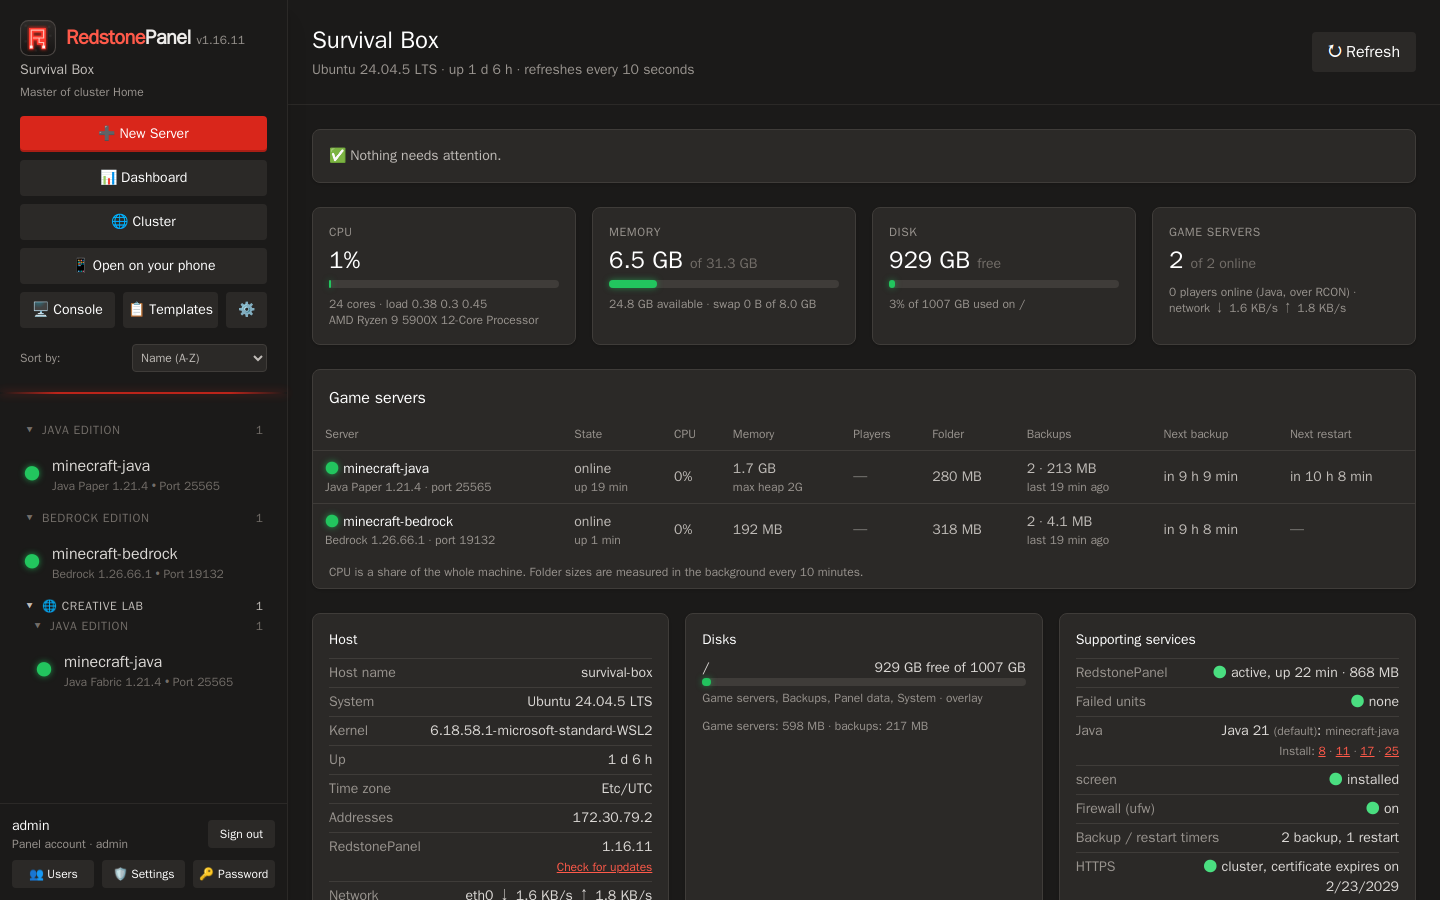 RedstonePanel v1.16.11
Survival Box
Master of cluster Home
➕ New Server
📊 Dashboard
🌐 Cluster
📱 Open on your phone
🖥️ Console
📋 Templates
⚙️
Sort by:
Name (A-Z)
▼ JAVA EDITION 1
minecraft-java
Java Paper 1.21.4 • Port 25565
▼ BEDROCK EDITION 1
minecraft-bedrock
Bedrock 1.26.66.1 • Port 19132
▼ 🌐 CREATIVE LAB 1
▼ JAVA EDITION 1
minecraft-java
Java Fabric 1.21.4 • Port 25565
admin
Panel account · admin
Sign out
👥 Users
🛡️ Settings
🔑 Password
Survival Box
Ubuntu 24.04.5 LTS · up 1 d 6 h · refreshes every 10 seconds
↻ Refresh
✅ Nothing needs attention.
CPU
1%
24 cores · load 0.38 0.3 0.45
AMD Ryzen 9 5900X 12-Core Processor
MEMORY
6.5 GB of 31.3 GB
24.8 GB available · swap 0 B of 8.0 GB
DISK
929 GB free
3% of 1007 GB used on /
GAME SERVERS
2 of 2 online
0 players online (Java, over RCON) ·
network ↓ 1.6 KB/s ↑ 1.8 KB/s
Game servers
Server State CPU Memory Players Folder Backups Next backup Next restart
minecraft-java online 0% 1.7 GB — 280 MB 2 · 213 MB in 9 h 9 min in 10 h 8 min
Java Paper 1.21.4 · port 25565 up 19 min max heap 2G last 19 min ago
minecraft-bedrock online 0% 192 MB — 318 MB 2 · 4.1 MB in 9 h 8 min —
Bedrock 1.26.66.1 · port 19132 up 1 min last 19 min ago
CPU is a share of the whole machine. Folder sizes are measured in the background every 10 minutes.
Host
Host name survival-box
System Ubuntu 24.04.5 LTS
Kernel 6.18.58.1-microsoft-standard-WSL2
Up 1 d 6 h
Time zone Etc/UTC
Addresses 172.30.79.2
RedstonePanel 1.16.11
Check for updates
Network eth0 ↓ 1.6 KB/s ↑ 1.8 KB/s
Disks
/ 929 GB free of 1007 GB
Game servers, Backups, Panel data, System · overlay
Game servers: 598 MB · backups: 217 MB
Supporting services
RedstonePanel active, up 22 min · 868 MB
Failed units none
Java Java 21 (default): minecraft-java
Install: 8 · 11 · 17 · 25
screen installed
Firewall (ufw) on
Backup / restart timers 2 backup, 1 restart
HTTPS cluster, certificate expires on
2/23/2029